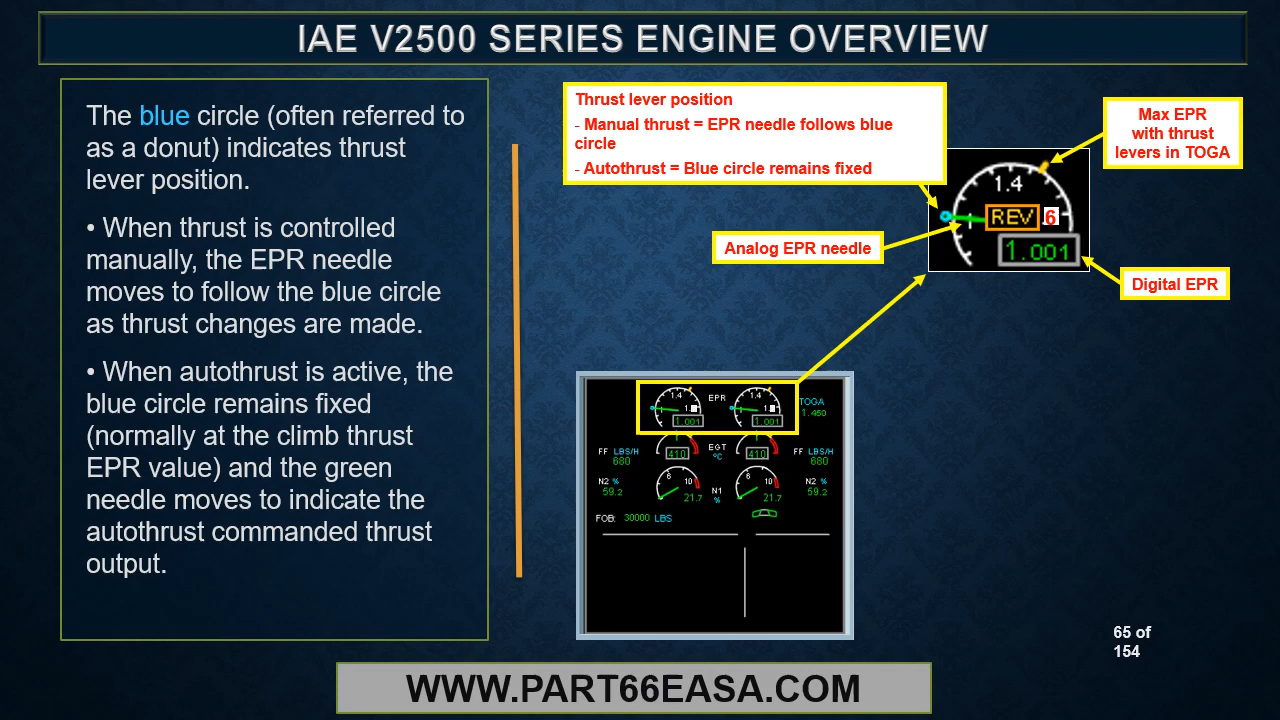 IAE V2500 SERIES ENGINE OVERVIEW
The blue circle (often referred to
as a donut) indicates thrust
lever position.
• When thrust is controlled
manually, the EPR needle
moves to follow the blue circle
as thrust changes are made.
• When autothrust is active, the
blue circle remains fixed
(normally at the climb thrust
EPR value) and the green
needle moves to indicate the
autothrust commanded thrust
output.
Thrust lever position
- Manual thrust = EPR needle follows blue
circle
- Autothrust = Blue circle remains fixed
Max EPR
with thrust
levers in TOGA
1.4
REV 6
1.001
Analog EPR needle
Digital EPR
1.4 EPR 1.4
TOGA
1. 1.
1.001 1.001 1.450
FF LBS/H 410 EGT 410 FF LBS/H
680 °C 680
N2 % 6 10 N1 6 10 N2 %
59.2 21.7 % 21.7 59.2
FOB: 30000 LBS
65 of
154
WWW.PART66EASA.COM